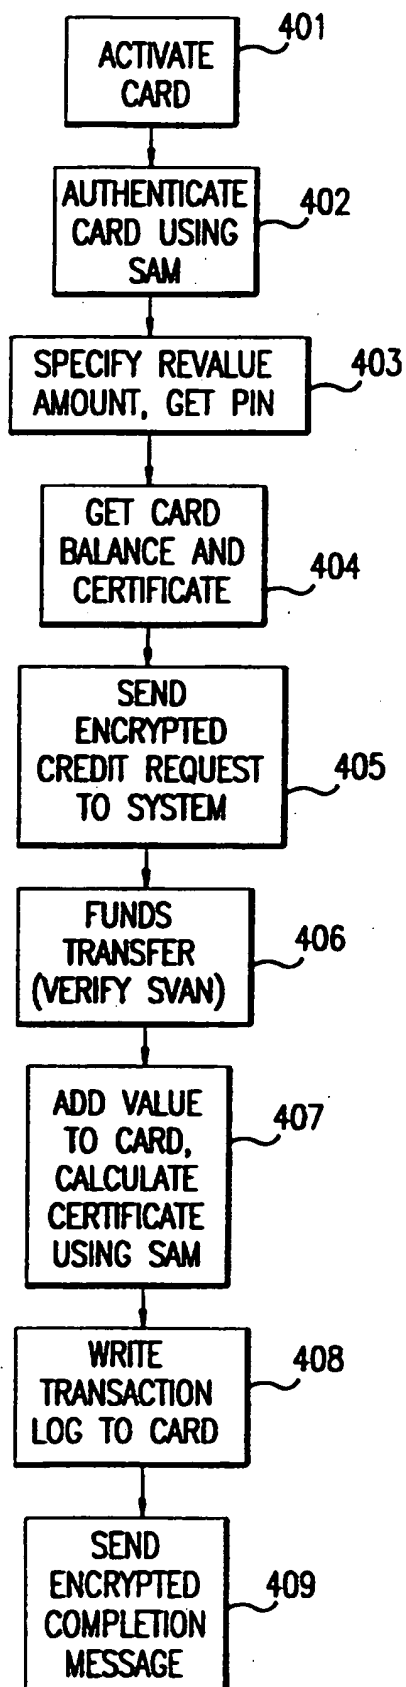 401
ACTIVATE
CARD
AUTHENTICATE
CARD USING
SAM
402
SPECIFY REVALUE
AMOUNT, GET PIN
403
GET CARD
BALANCE AND
CERTIFICATE
404
SEND
ENCRYPTED
CREDIT REQUEST
TO SYSTEM
405
FUNDS
TRANSFER
(VERIFY SVAN)
406
ADD VALUE
TO CARD,
CALCULATE
CERTIFICATE
USING SAM
407
WRITE
TRANSACTION
LOG TO CARD
408
SEND
ENCRYPTED
COMPLETION
MESSAGE
409